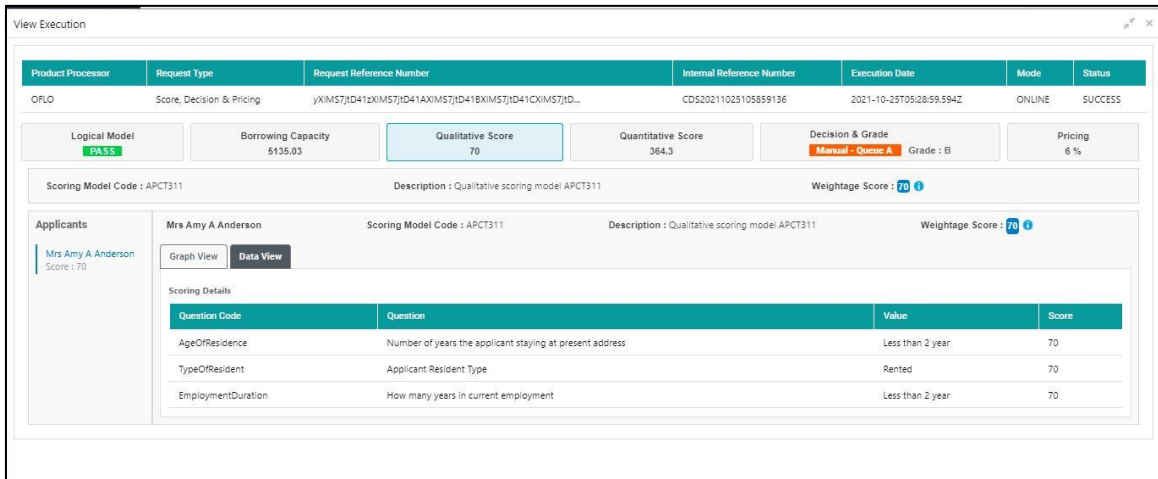 View Execution
Product Processor Request Type Request Reference Number Internal Reference Number Execution Date Mode Status
OFLO Score, Decision & Pricing yXIMS7jtD41zXIMS7jtD41AXIMS7jtD41BXIMS7jtD41CXIMS7jtD... CDS20211025105859136 2021-10-25T05:28:59.594Z ONLINE SUCCESS
Logical Model Borrowing Capacity Qualitative Score Quantitative Score Decision & Grade Pricing
PASS 5135.03 70 364.3 Manual - Queue A Grade : B 6 %
Scoring Model Code : APCT311 Description : Qualitative scoring model APCT311 Weightage Score : 70
Applicants Mrs Amy A Anderson Scoring Model Code : APCT311 Description : Qualitative scoring model APCT311 Weightage Score : 70
Mrs Amy A Anderson
Score : 70
Graph View Data View
Scoring Details
Question Code Question Value Score
AgeOfResidence Number of years the applicant staying at present address Less than 2 year 70
TypeOfResident Applicant Resident Type Rented 70
EmploymentDuration How many years in current employment Less than 2 year 70